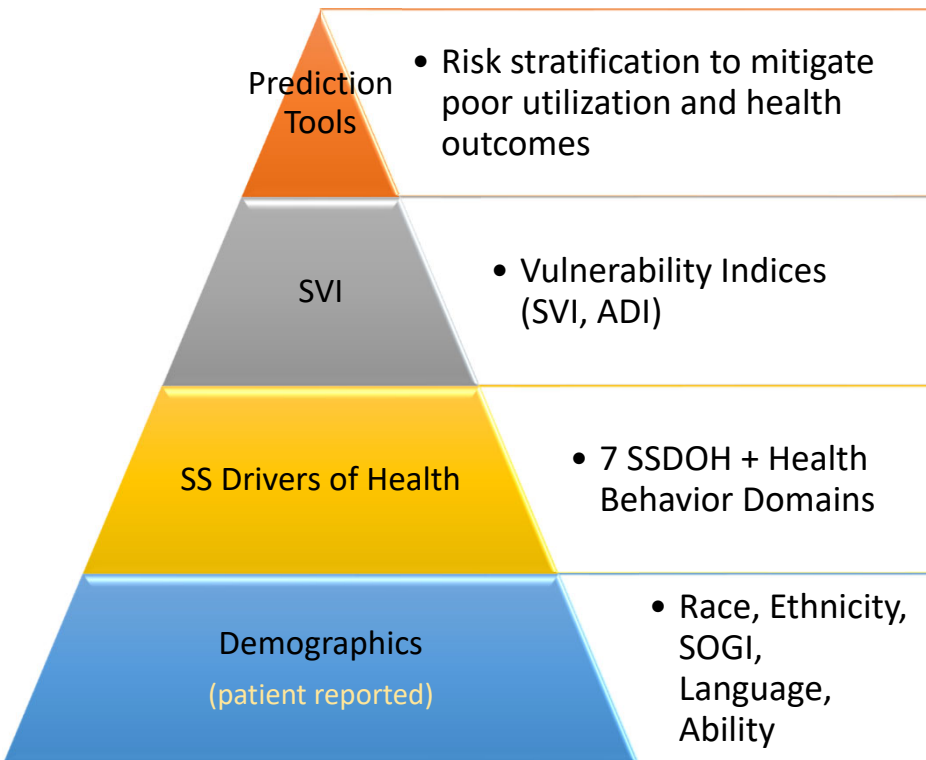 Prediction
Tools
• Risk stratification to mitigate
poor utilization and health
outcomes
SVI
• Vulnerability Indices
(SVI, ADI)
SS Drivers of Health
• 7 SSDOH + Health
Behavior Domains
Demographics
(patient reported)
• Race, Ethnicity,
SOGI,
Language,
Ability